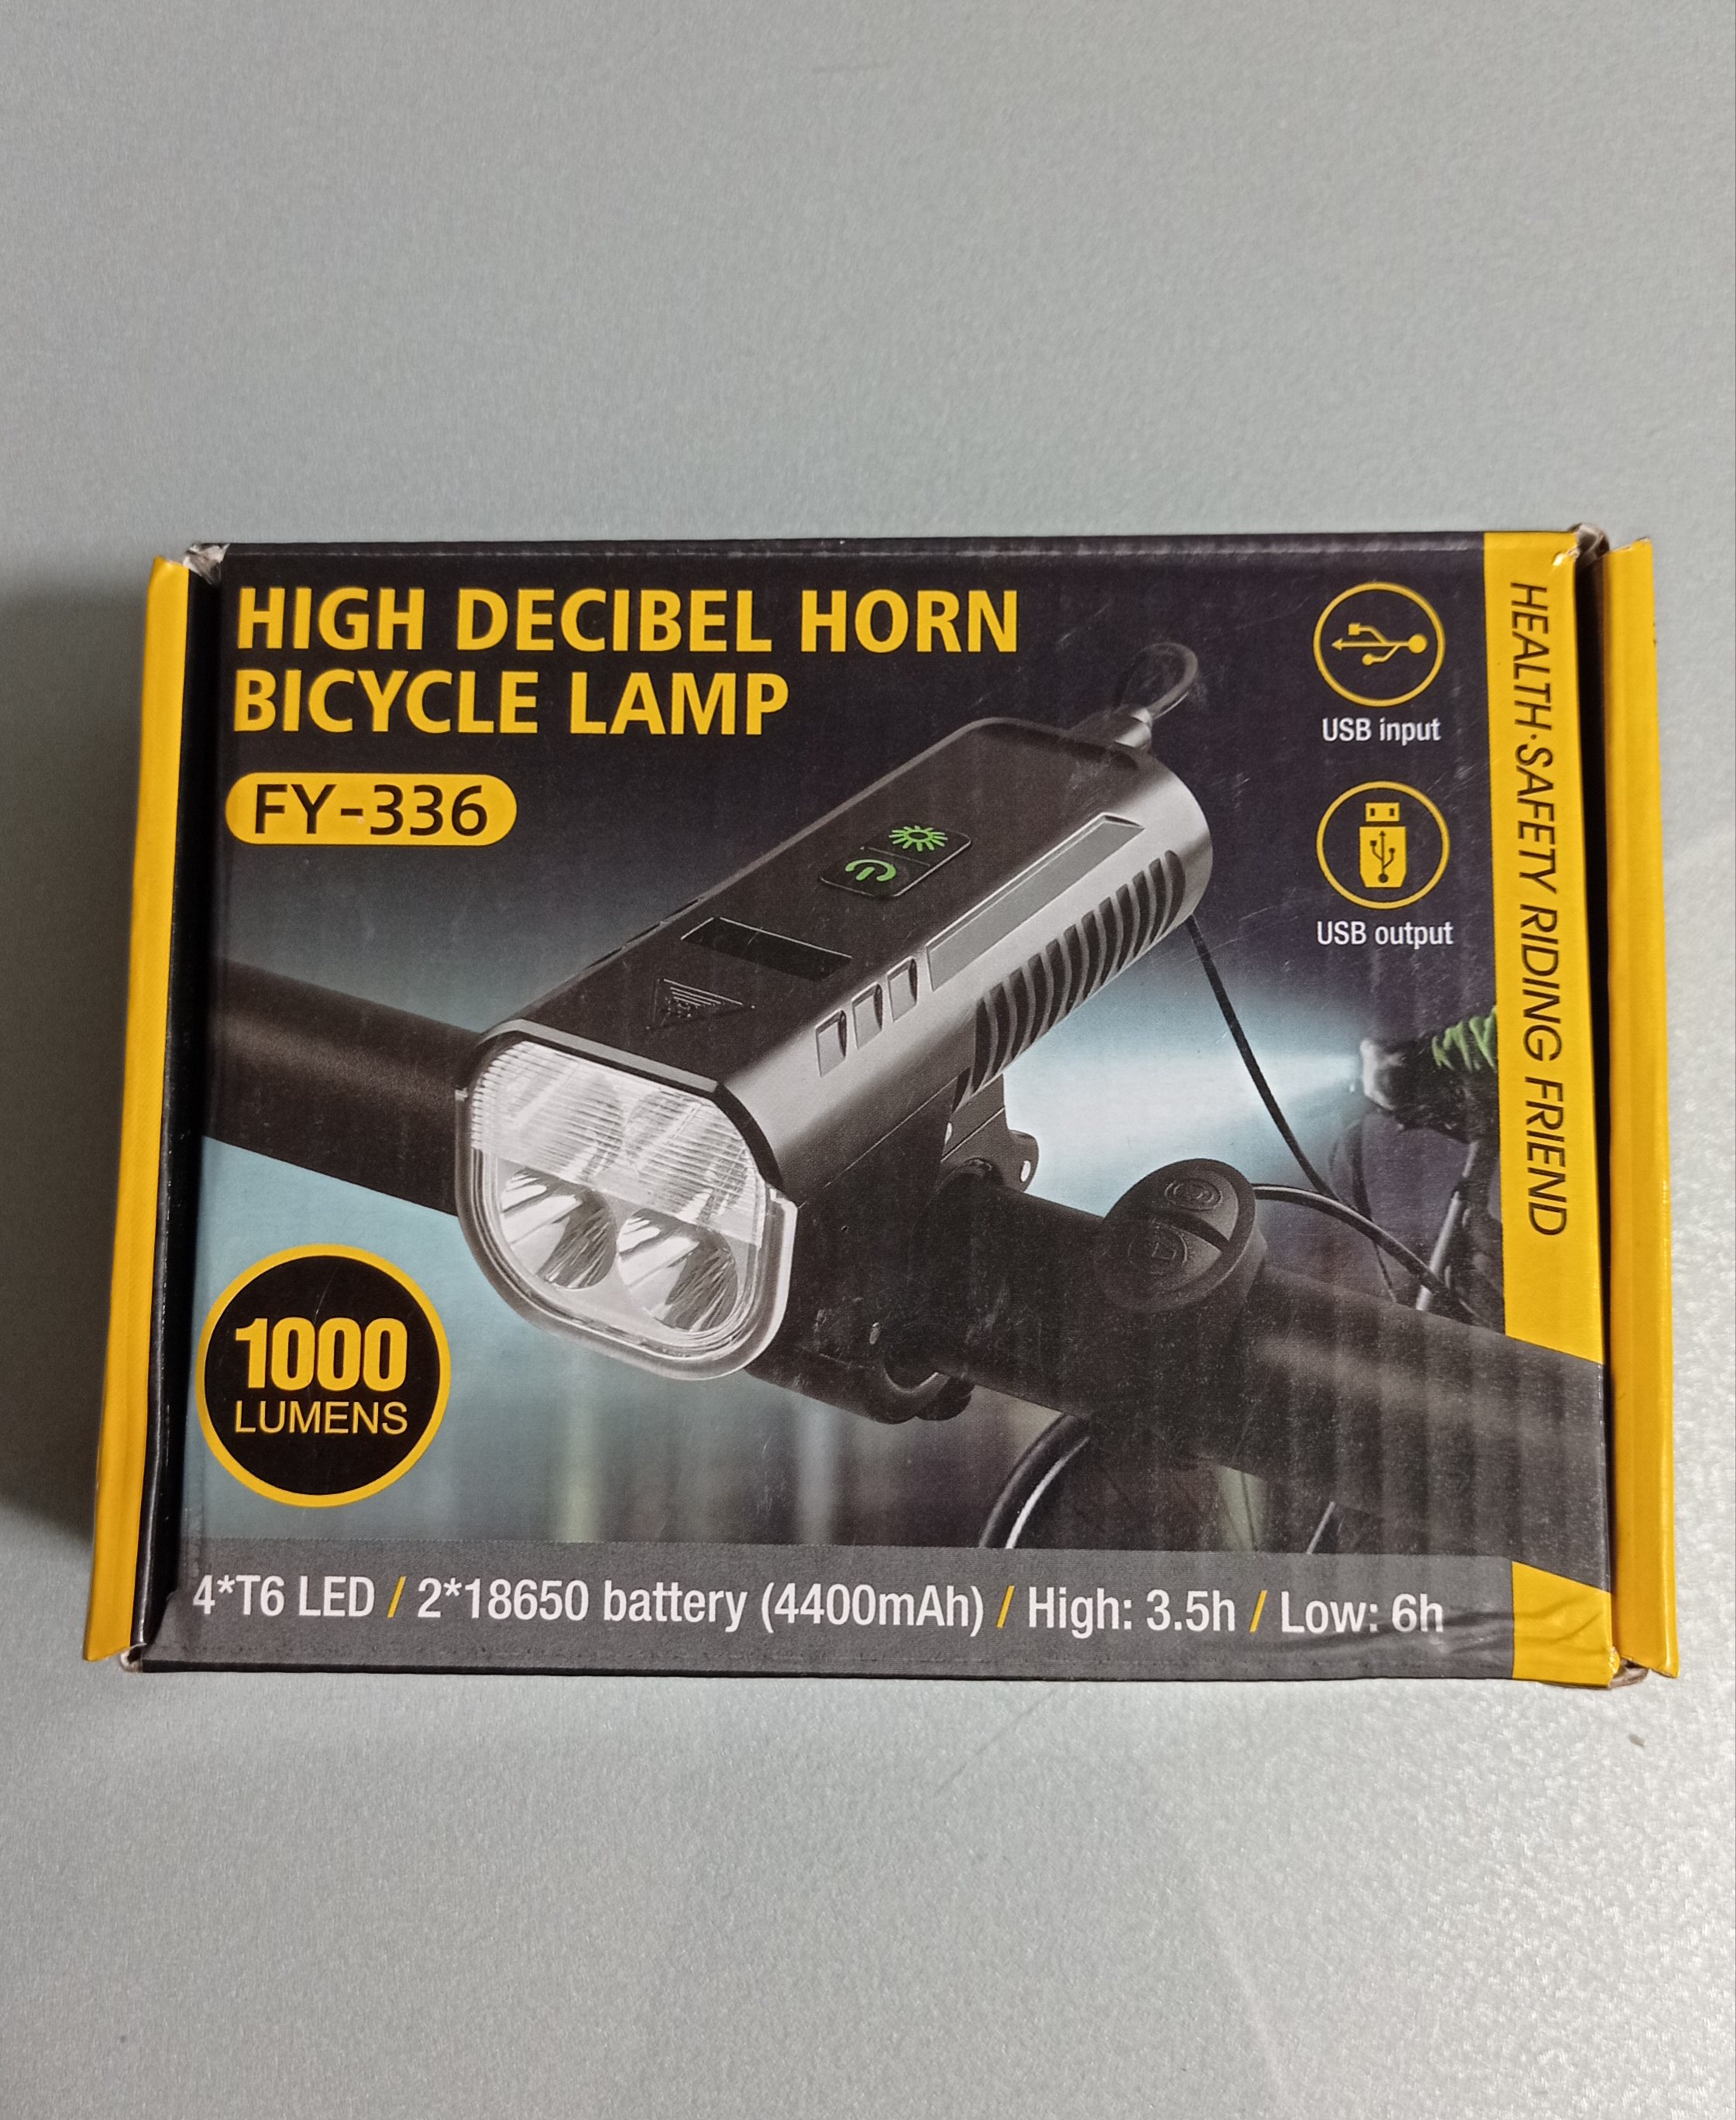 HIGH DECIBEL HORN
BICYCLE LAMP
FY-336
USB input
USB output
HEALTH·SAFETY RIDING FRIEND
1000
LUMENS
4*T6 LED / 2*18650 battery (4400mAh) / High: 3.5h / Low: 6h